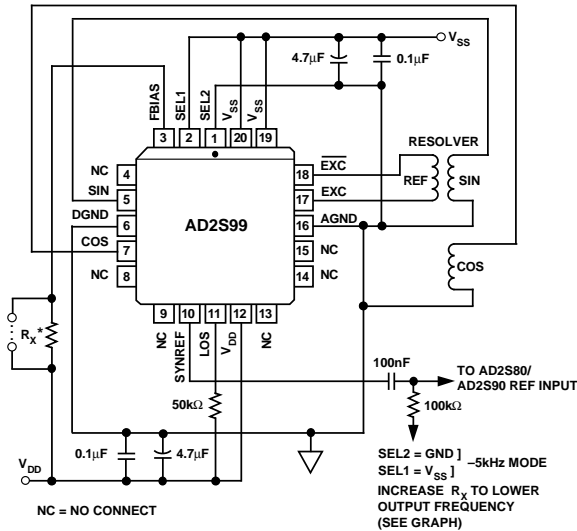 VSS
4.7µF
0.1µF
FBIAS
SEL1
SEL2
VSS
VSS
3
2
1
20
19
RESOLVER
NC
4
18
EXC
REF
SIN
SIN
5
17
EXC
DGND
6
AD2S99
16
AGND
COS
7
15
NC
NC
8
14
NC
COS
9
10
11
12
13
NC
SYNREF
LOS
VDD
NC
RX*
100nF
TO AD2S80/
AD2S90 REF INPUT
50kΩ
100kΩ
0.1µF
4.7µF
VDD
SEL2 = GND ]
SEL1 = VSS ]
–5kHz MODE
INCREASE RX TO LOWER
OUTPUT FREQUENCY
(SEE GRAPH)
NC = NO CONNECT